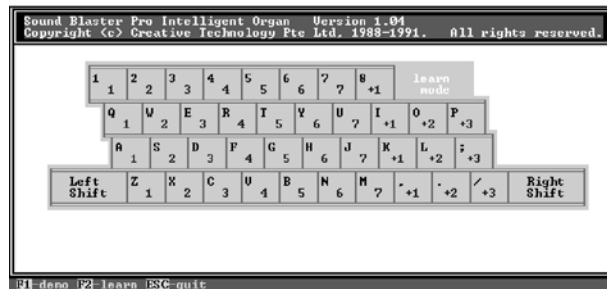 Sound Blaster Pro Intelligent Organ Version 1.04
Copyright <c> Creative Technology Pte Ltd, 1988-1991. All rights reserved.
1 1 2 2 3 3 4 4 5 5 6 6 7 7 8 +1 learn
mode
Q 1 W 2 E 3 R 4 T 5 Y 6 U 7 I +1 O +2 P +3
A 1 S 2 D 3 F 4 G 5 H 6 J 7 K +1 L +2 ; +3
Left Shift Z 1 X 2 C 3 V 4 B 5 N 6 M 7 , +1 . +2 / +3 Right Shift
F1-demo F2-learn ESC-quit